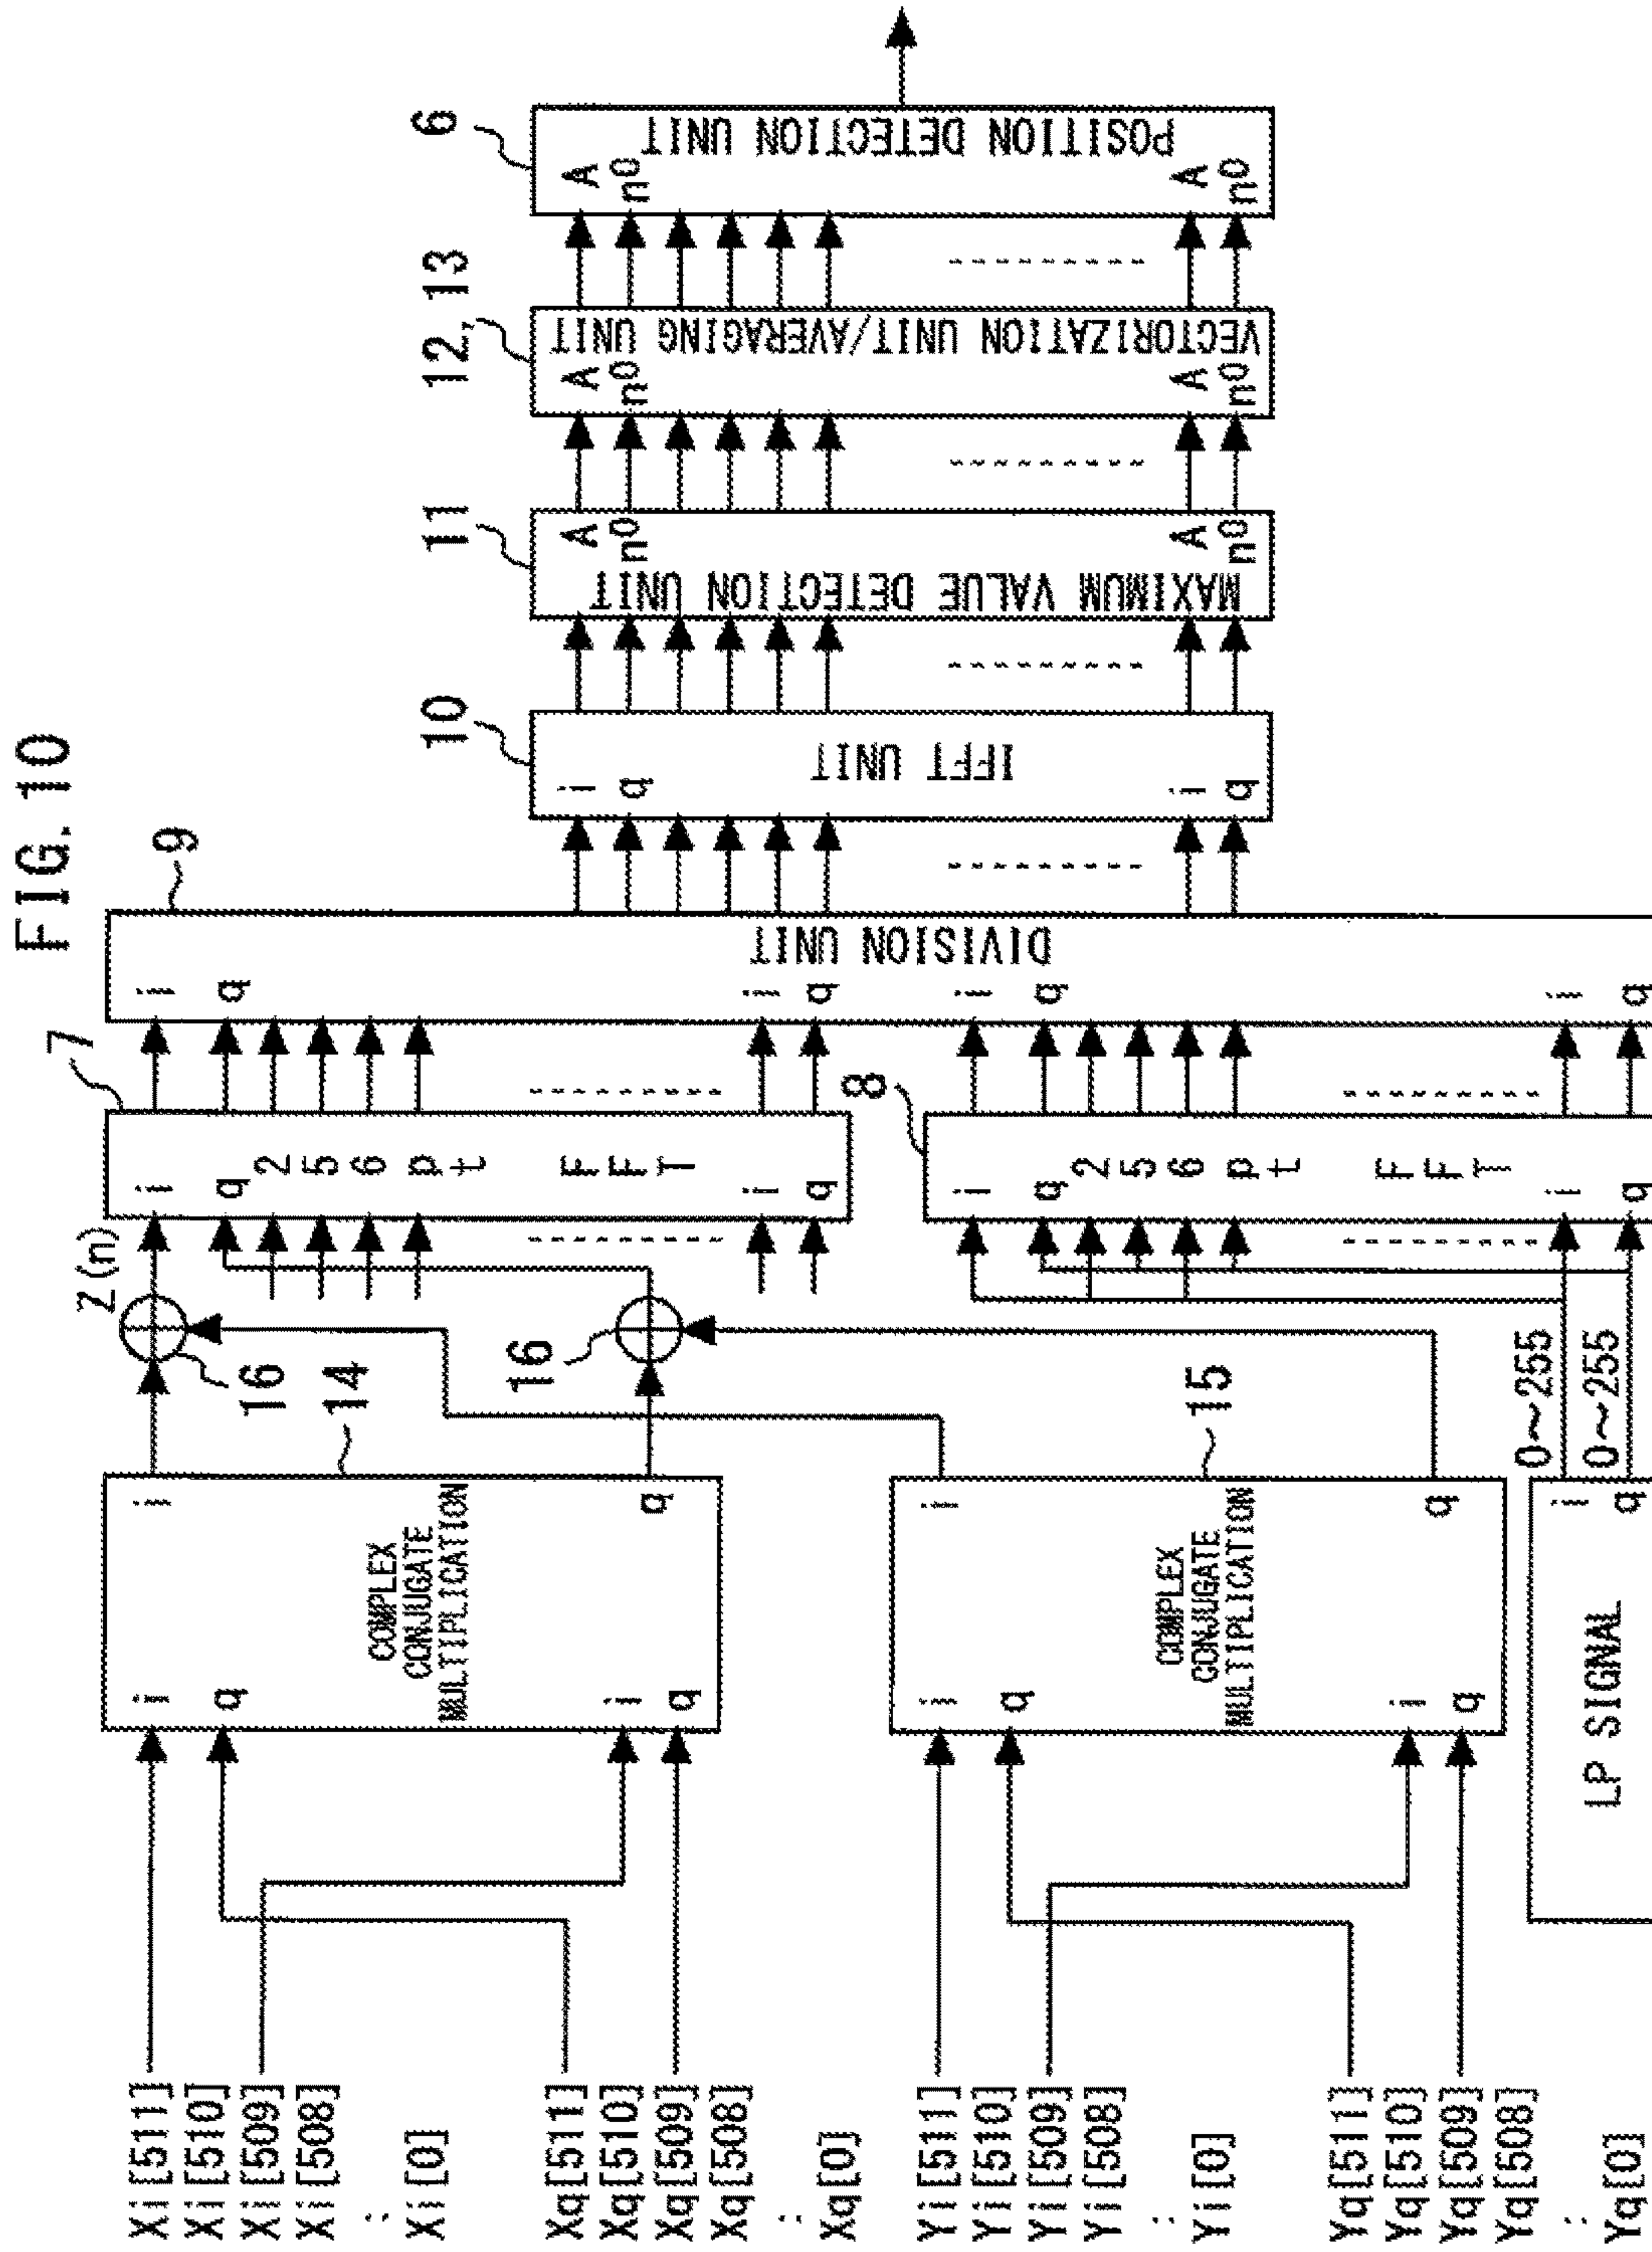 FIG. 10
Xi[511]
Xi[510]
Xi[509]
Xi[508]
Xi[0]
Xq[511]
Xq[510]
Xq[509]
Xq[508]
Xq[0]
Yi[511]
Yi[510]
Yi[509]
Yi[508]
Yi[0]
Yq[511]
Yq[510]
Yq[509]
Yq[508]
Yq[0]
i
q
i
q
COMPLEX
CONJUGATE
MULTIPLICATION
i
q
14
i
q
i
q
COMPLEX
CONJUGATE
MULTIPLICATION
i
q
15
LP SIGNAL
i
q
0~255
0~255
16
16
Z(n)
7
i
q
256pt FFT
i
q
8
i
q
256pt FFT
i
q
9
i
q
i
q
DIVISION UNIT
i
q
i
q
10
i
q
IFFT UNIT
i
q
11
A
n0
MAXIMUM VALUE DETECTION UNIT
A
n0
12, 13
VECTORIZATION UNIT/AVERAGING UNIT
A
n0
A
n0
6
POSITION DETECTION UNIT
A
n0
A
n0